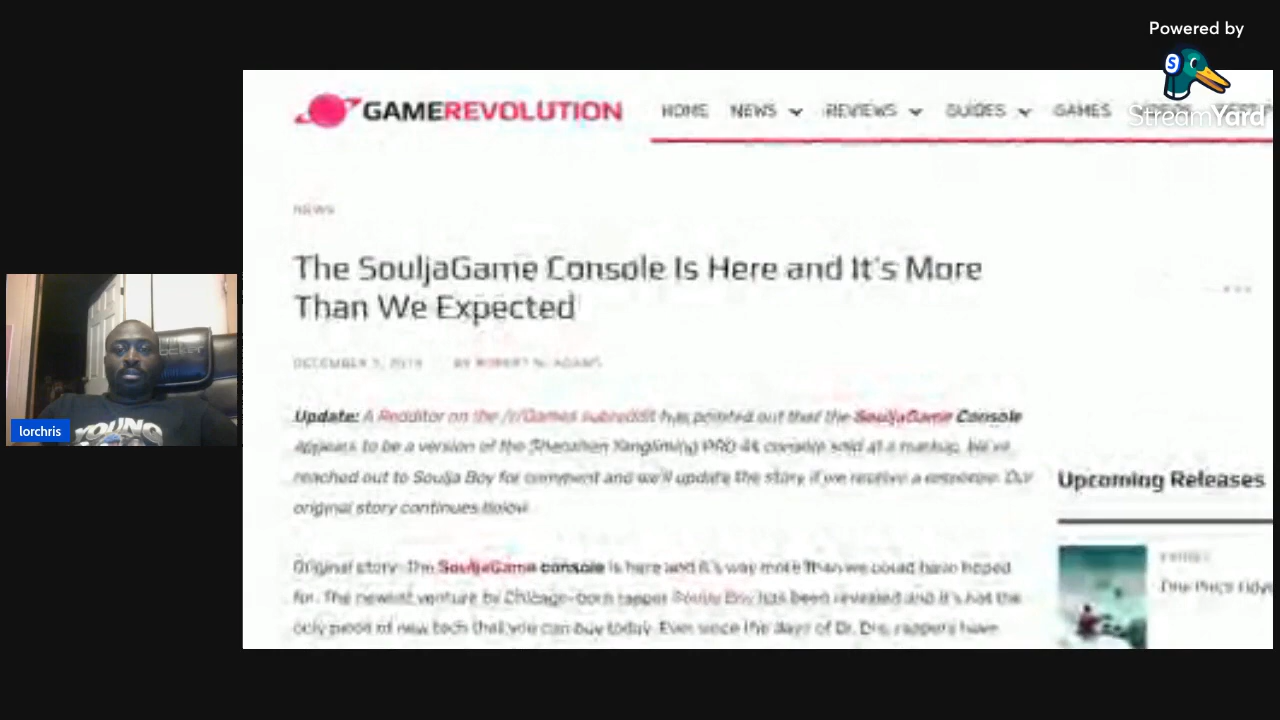 Powered by
StreamYard
GAMEREVOLUTION
HOME NEWS REVIEWS GUIDES GAMES
NEWS
The SouljaGame Console Is Here and It's More
Than We Expected
BY ROBERT N. ADAMS
Update: A Redditor on the /r/Games subreddit has pointed out that the SouljaGame Console
appears to be a version of the Shenzhen PRO 4K console sold at a markup. We've
reached out to Soulja Boy for comment and we'll update the story if we receive a response. Our
original story continues below.
Original story: The SouljaGame console is here and it's way more than we could have hoped
for. The newest venture by Chicago-born rapper Soulja Boy has been revealed and it's not the
only piece of new tech that you can buy today. Ever since the days of Dr. Dre, rappers have
Upcoming Releases
lorchris
YOUNG